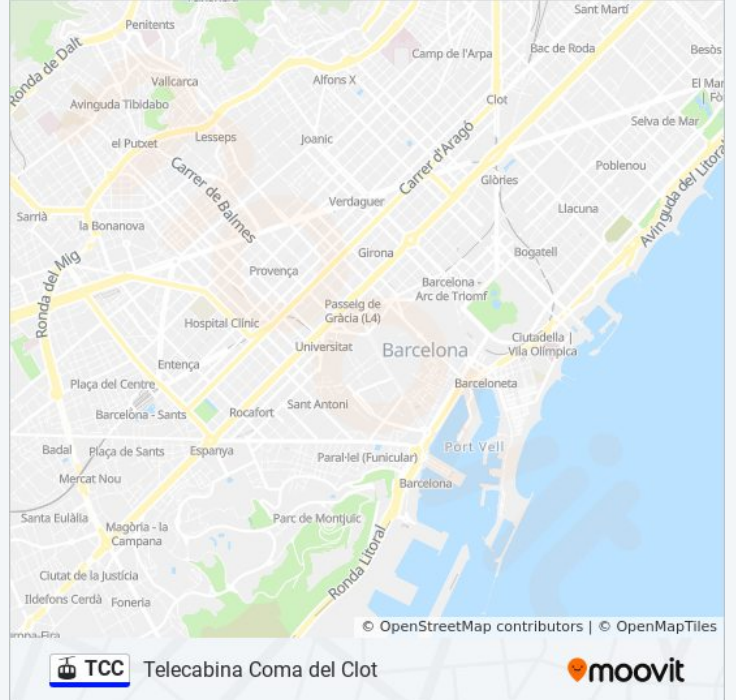 Sant Martí
Penitents
Ronda de Dalt
Camp de l'Arpa
Bac de Roda
Besòs
Vallcarca
Alfons X
El Mar
| Fò
Avinguda Tibidabo
Clot
Selva de Mar
el Putxet
Lesseps
Joanic
Carrer d'Aragó
Poblenou
Carrer de Balmes
Glòries
Avinguda del Litoral
Verdaguer
Llacuna
Sarrià
la Bonanova
Girona
Bogatell
Ronda del Mig
Provença
Barcelona -
Arc de Triomf
Passeig de
Gràcia (L4)
Hospital Clínic
Universitat
Barcelona
Ciutadella |
Vila Olímpica
Entença
Plaça del Centre
Barceloneta
Barcelona - Sants
Rocafort
Sant Antoni
Badal
Plaça de Sants
Espanya
Paral·lel (Funicular)
Port Vell
Mercat Nou
Barcelona
Santa Eulàlia
Magòria - la
Campana
Parc de Montjuïc
Ronda Litoral
Ciutat de la Justícia
Ildefons Cerdà
Foneria
ropa-Fira
© OpenStreetMap contributors | © OpenMapTiles
TCC
Telecabina Coma del Clot
moovit